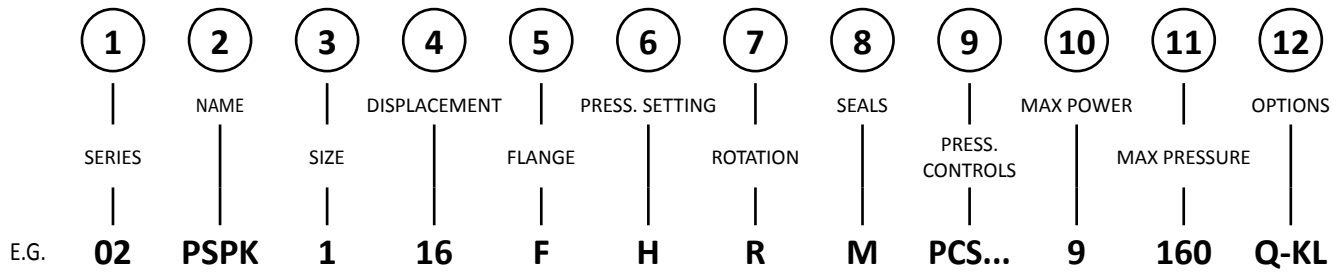 1 2 3 4 5 6 7 8 9 10 11 12
NAME DISPLACEMENT PRESS. SETTING SEALS MAX POWER OPTIONS
SERIES SIZE FLANGE ROTATION PRESS. CONTROLS MAX PRESSURE
E.G. 02 PSPK 1 16 F H R M PCS... 9 160 Q-KL